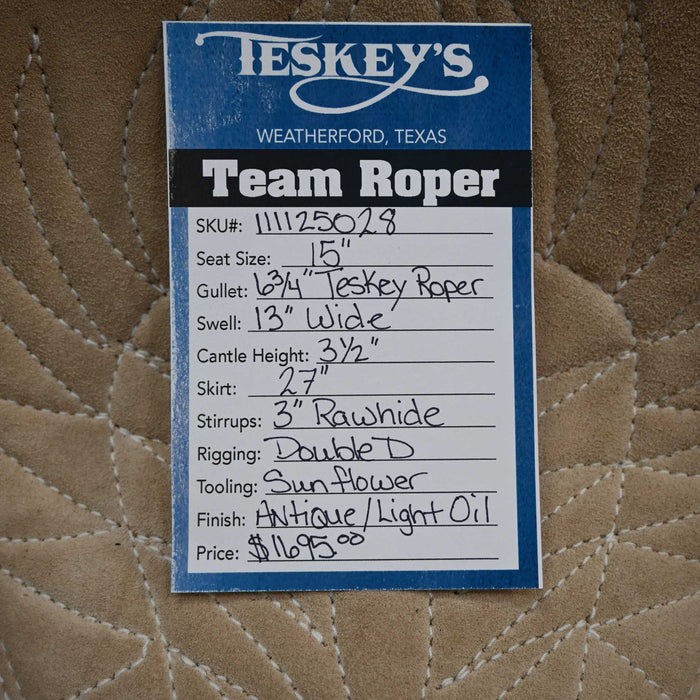 TESKEY'S
WEATHERFORD, TEXAS
Team Roper
SKU#: 111125028
Seat Size: 15"
Gullet: 6 3/4" Teskey Roper
Swell: 13" Wide
Cantle Height: 3 1/2"
Skirt: 27"
Stirrups: 3" Rawhide
Rigging: Double D
Tooling: Sunflower
Finish: Antique/Light Oil
Price: $1695.00